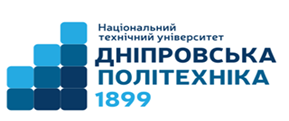 Національний
технічний університет
ДНІПРОВСЬКА
ПОЛІТЕХНІКА
1899